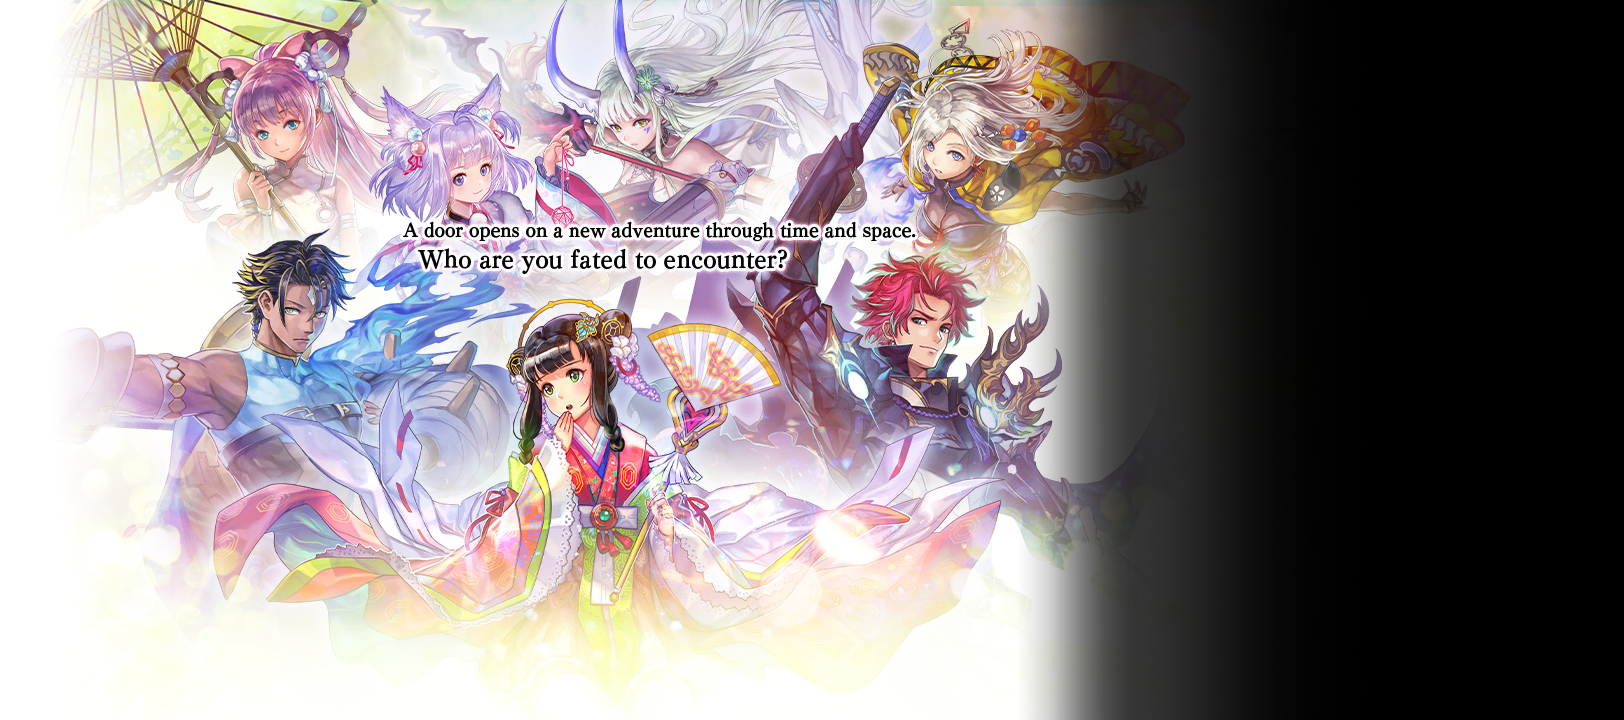 A door opens on a new adventure through time and space.
Who are you fated to encounter?